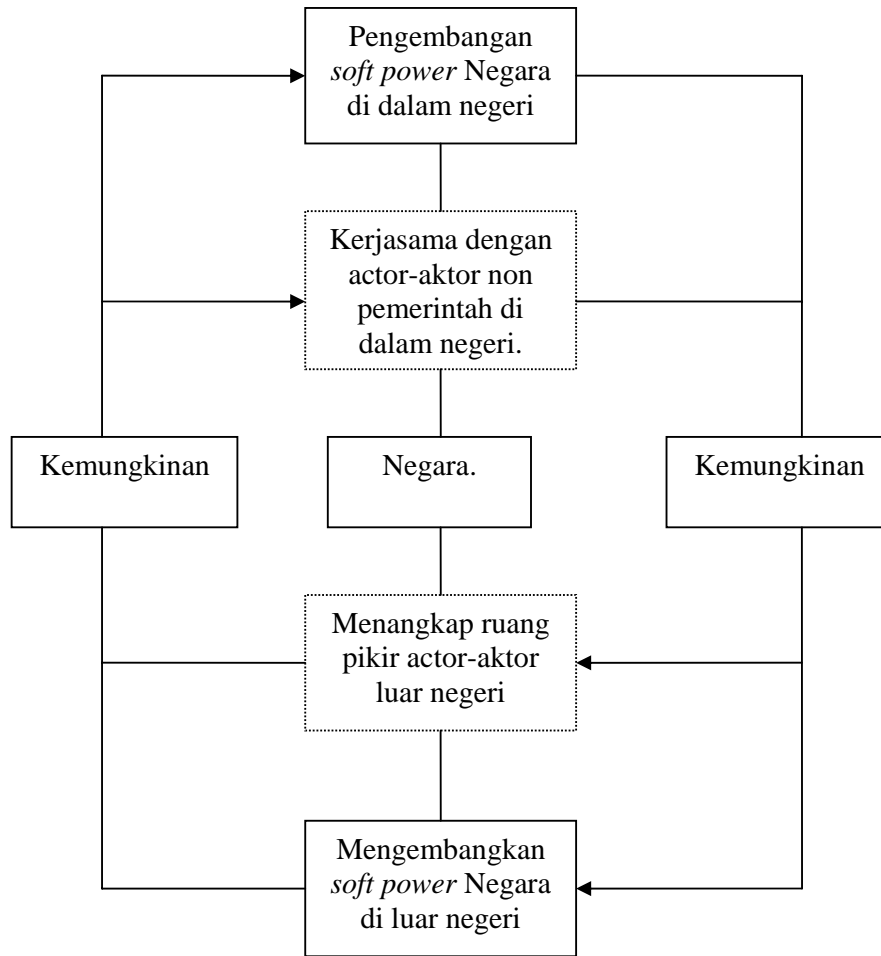 Pengembangan
soft power Negara
di dalam negeri
Kerjasama dengan
actor-aktor non
pemerintah di
dalam negeri.
Kemungkinan
Negara.
Kemungkinan
Menangkap ruang
pikir actor-aktor
luar negeri
Mengembangkan
soft power Negara
di luar negeri